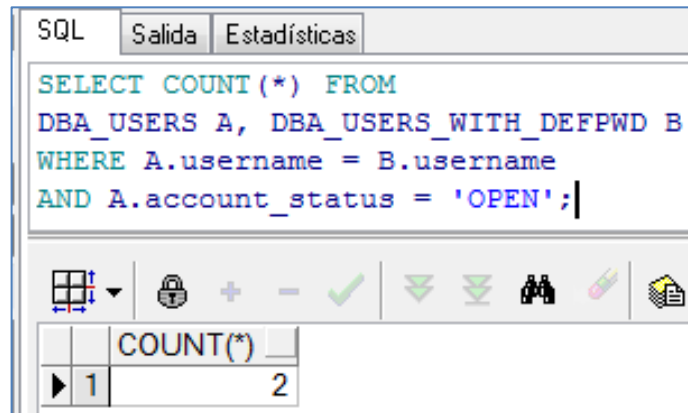 SQL Salida Estadísticas
SELECT COUNT(*) FROM
DBA_USERS A, DBA_USERS_WITH_DEFPWD B
WHERE A.username = B.username
AND A.account_status = 'OPEN';
COUNT(*)
1 2